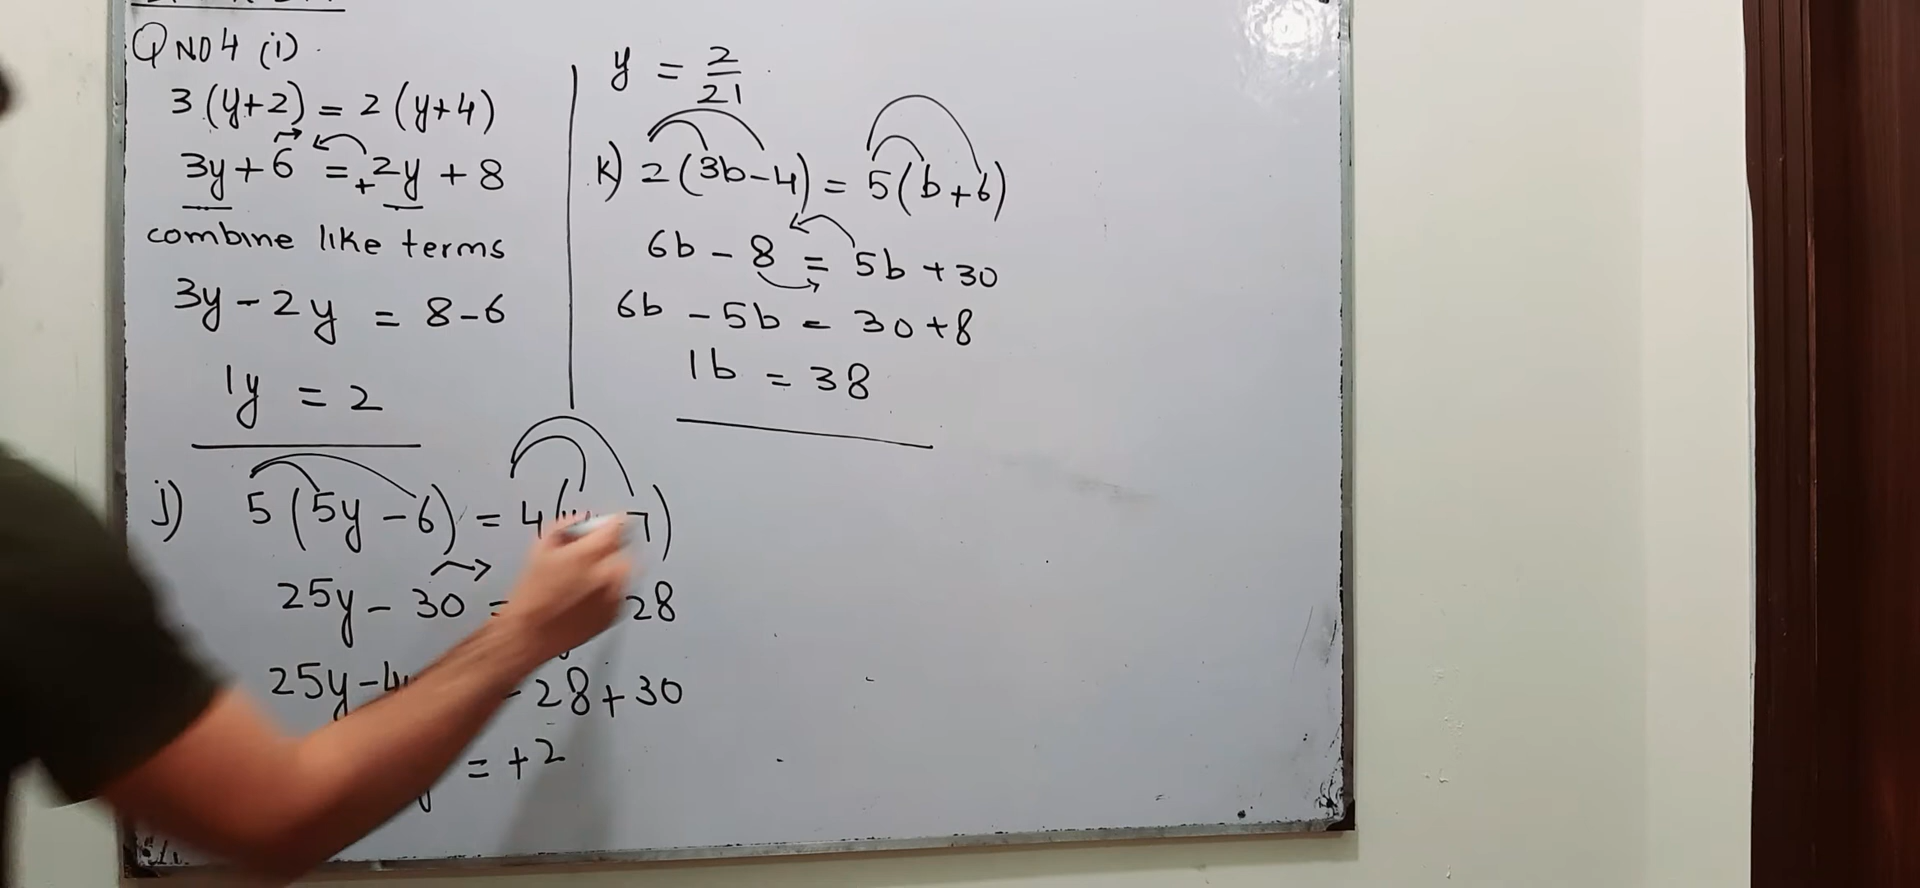 Q NO 4 (i).
3(y+2) = 2(y+4)
3y+6 = +2y + 8
combine like terms
3y - 2y = 8-6
1y = 2
j) 5(5y-6) = 4( 7)
25y - 30 = 28
25y-4y -28+30
= +2
y = 2/21
k) 2(3b-4) = 5(b+6)
6b - 8 = 5b + 30
6b - 5b = 30+8
1b = 38